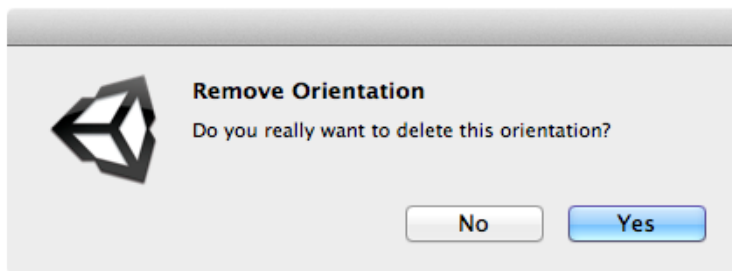 Remove Orientation
Do you really want to delete this orientation?
No Yes